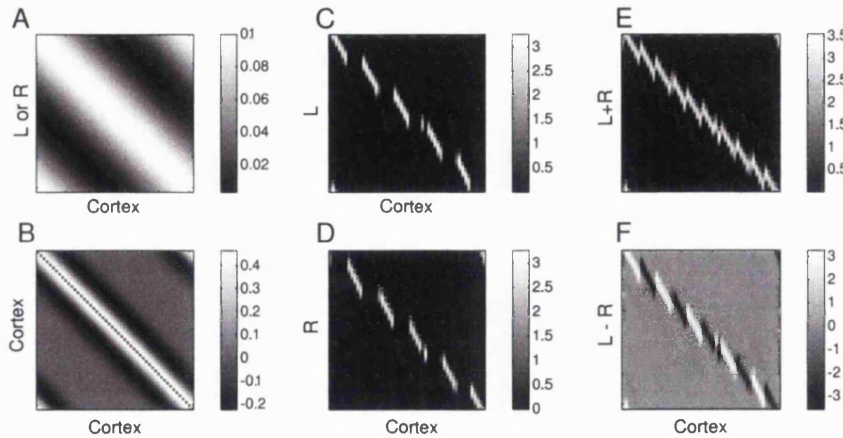 A
L or R
01
0.08
0.06
0.04
0.02
Cortex
C
L
3
2.5
2
1.5
1
0.5
Cortex
E
L+R
3.5
3
2.5
2
1.5
1
0.5
B
Cortex
0.4
0.3
0.2
0.1
0
-0.1
-0.2
Cortex
D
R
3
2.5
2
1.5
1
0.5
0
Cortex
F
L - R
3
2
1
0
-1
-2
-3
Cortex